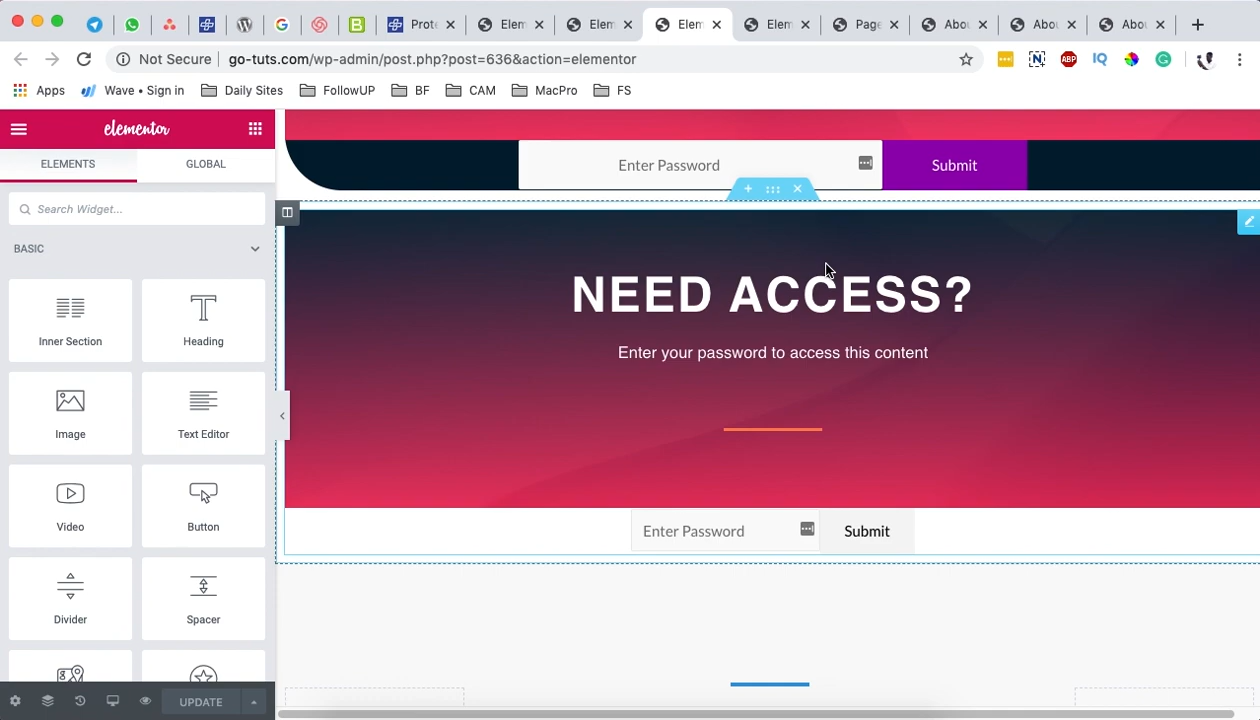 Prote
Elem
Elem
Elem
Elem
Page
Abou
Abou
Abou
Not Secure
go-tuts.com/wp-admin/post.php?post=636&action=elementor
ABP
IQ
Apps
Wave • Sign in
Daily Sites
FollowUP
BF
CAM
MacPro
FS
elementor
ELEMENTS
GLOBAL
Search Widget...
BASIC
Inner Section
Heading
Image
Text Editor
Video
Button
Divider
Spacer
UPDATE
Enter Password
Submit
NEED ACCESS?
Enter your password to access this content
Enter Password
Submit